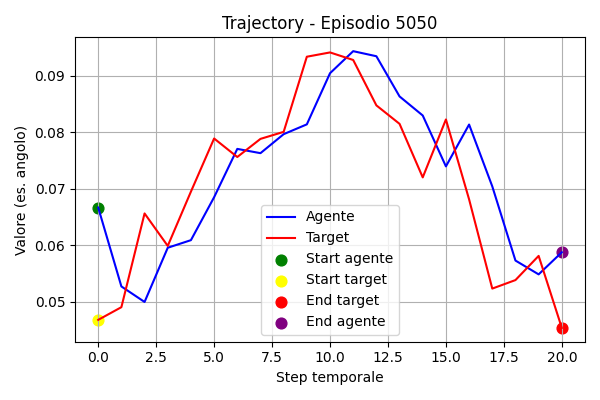 Trajectory - Episodio 5050
Valore (es. angolo)
0.09
0.08
0.07
0.06
0.05
Agente
Target
Start agente
Start target
End target
End agente
0.0 2.5 5.0 7.5 10.0 12.5 15.0 17.5 20.0
Step temporale